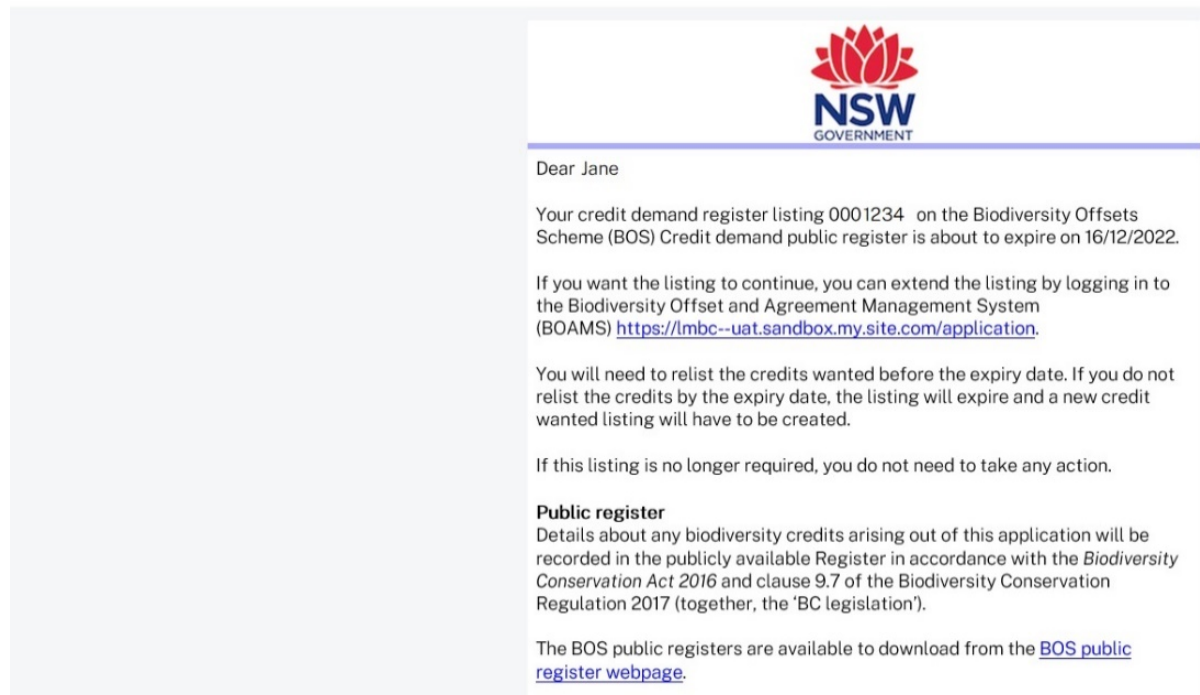 NSW
GOVERNMENT
Dear Jane
Your credit demand register listing 0001234 on the Biodiversity Offsets
Scheme (BOS) Credit demand public register is about to expire on 16/12/2022.
If you want the listing to continue, you can extend the listing by logging in to
the Biodiversity Offset and Agreement Management System
(BOAMS) https://lmbc--uat.sandbox.my.site.com/application.
You will need to relist the credits wanted before the expiry date. If you do not
relist the credits by the expiry date, the listing will expire and a new credit
wanted listing will have to be created.
If this listing is no longer required, you do not need to take any action.
Public register
Details about any biodiversity credits arising out of this application will be
recorded in the publicly available Register in accordance with the Biodiversity
Conservation Act 2016 and clause 9.7 of the Biodiversity Conservation
Regulation 2017 (together, the ‘BC legislation’).
The BOS public registers are available to download from the BOS public
register webpage.